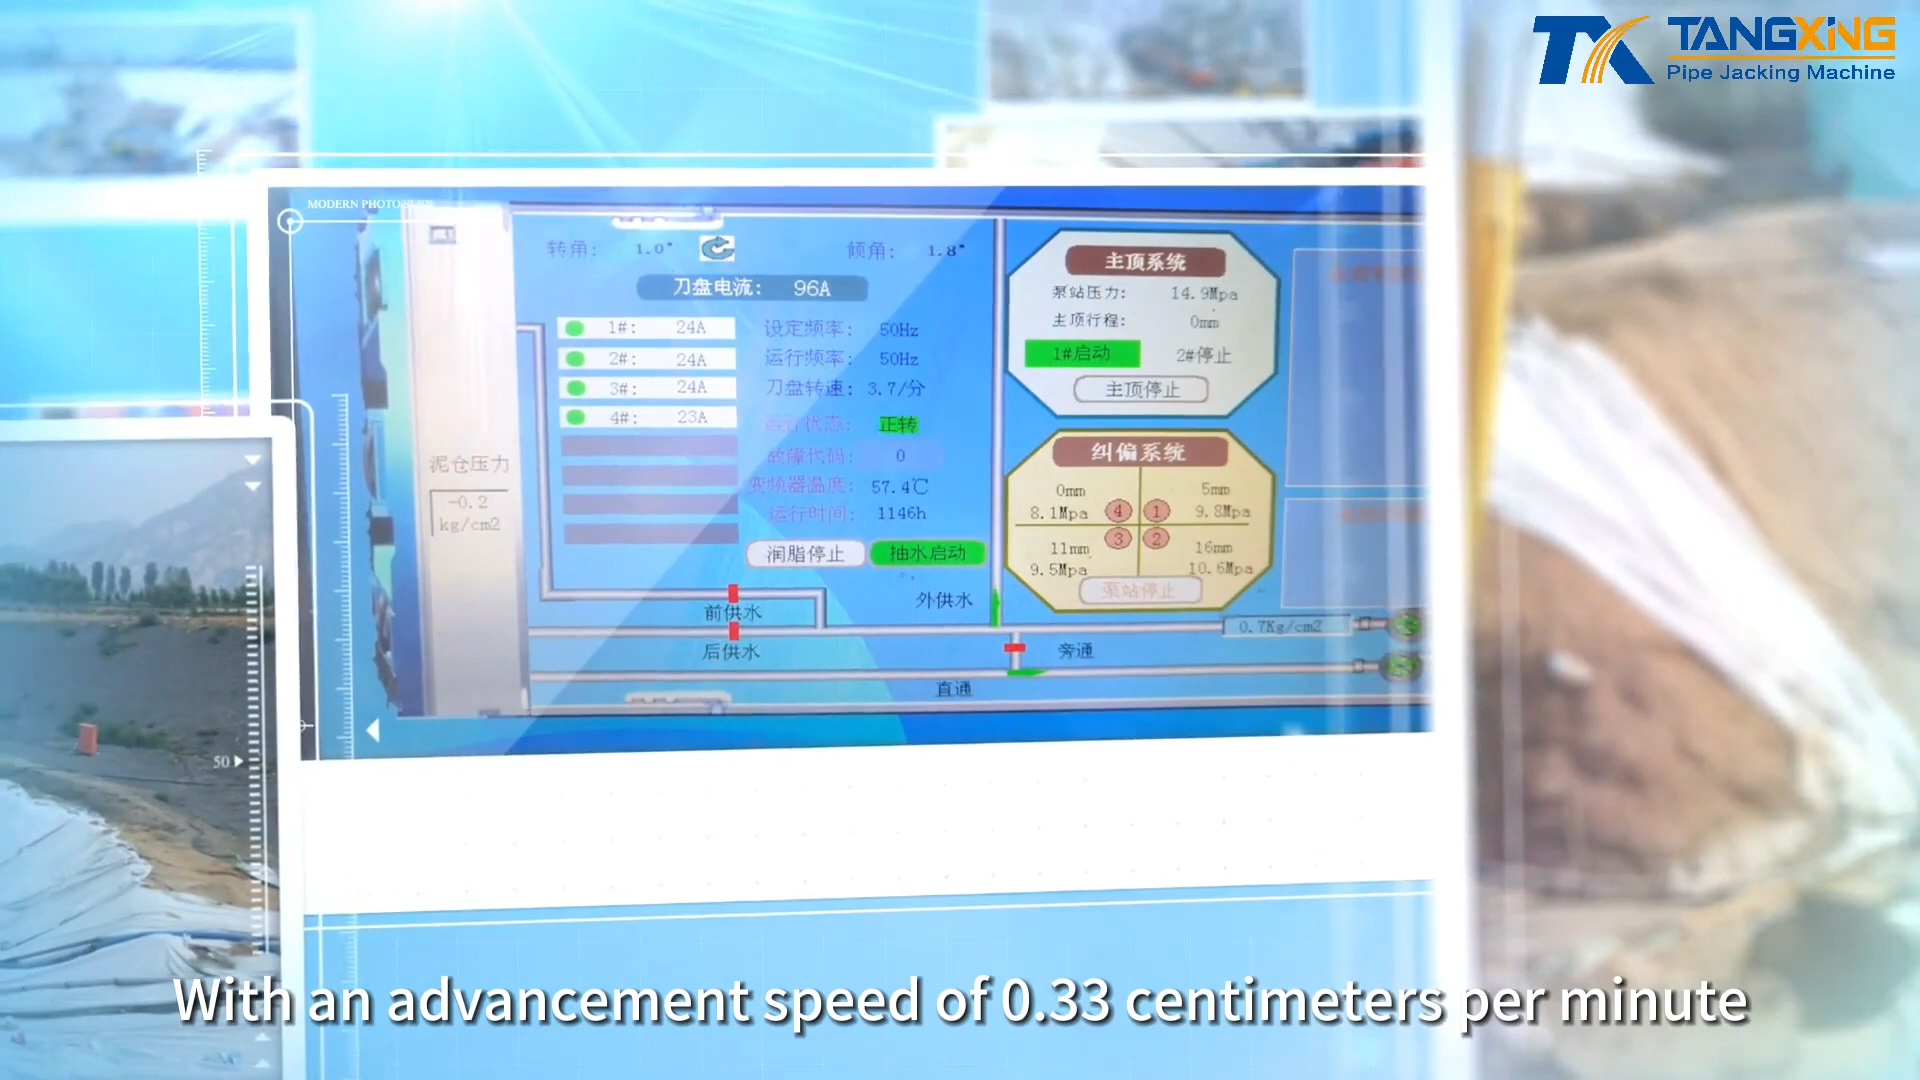 TX TANGXING
Pipe Jacking Machine
MODERN PHOTO
转角: 1.0°
倾角: 1.8°
刀盘电流: 96A
1#: 24A
2#: 24A
3#: 24A
4#: 23A
设定频率: 50Hz
运行频率: 50Hz
刀盘转速: 3.7/分
运行状态: 正转
故障代码: 0
变频器温度: 57.4℃
运行时间: 1146h
润脂停止
抽水启动
泥仓压力
-0.2
kg/cm2
主顶系统
泵站压力: 14.9Mpa
主顶行程: 0mm
1#启动
2#停止
主顶停止
纠偏系统
0mm
8.1Mpa
4
1
5mm
9.8Mpa
11mm
9.5Mpa
3
2
16mm
10.6Mpa
泵站停止
前供水
外供水
0.7Kg/cm2
后供水
旁通
直通
50
With an advancement speed of 0.33 centimeters per minute